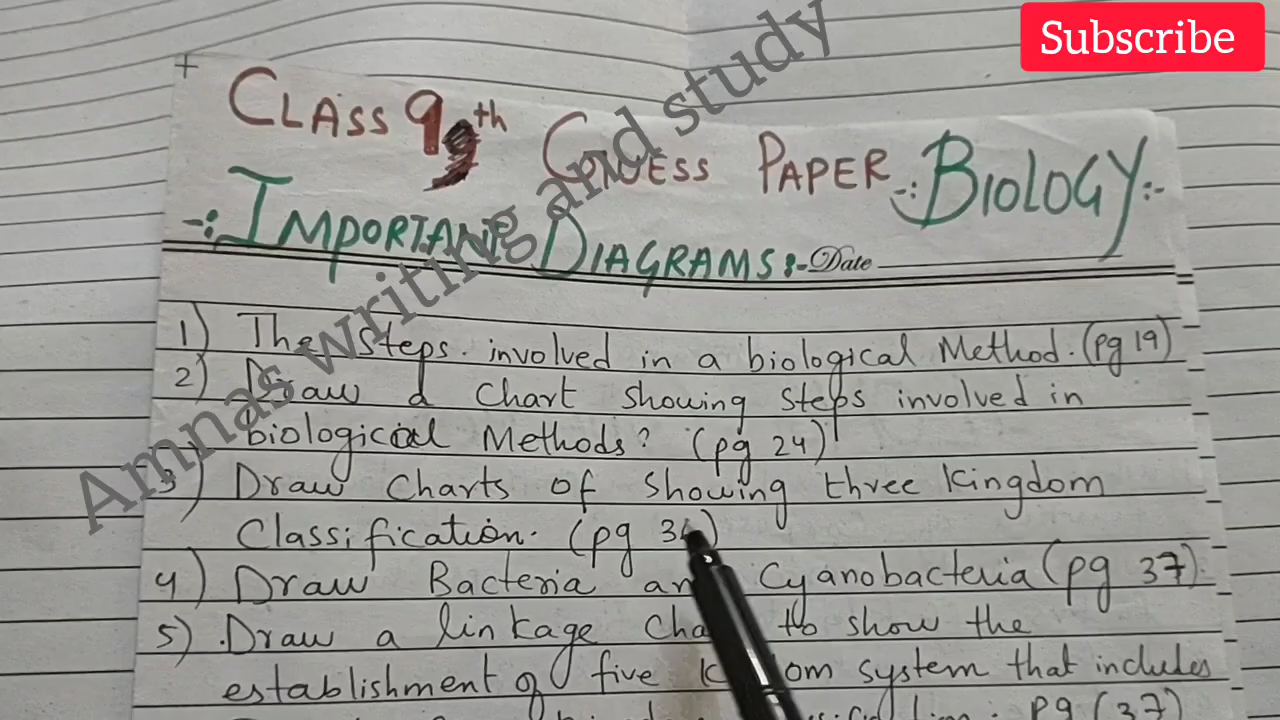 Subscribe
CLASS 9th GUESS PAPER BIOLOGY
IMPORTANT DIAGRAMS:- Date
Amnas writing and study
1) The steps involved in a biological Method. (pg 19)
2) Draw a chart showing steps involved in
biological Methods? (pg 24)
3) Draw charts of showing three kingdom
Classification. (pg
4) Draw Bacteria and Cyanobacteria (pg 37).
5) Draw a linkage to show the
establishment of five system that includes
pg (37)